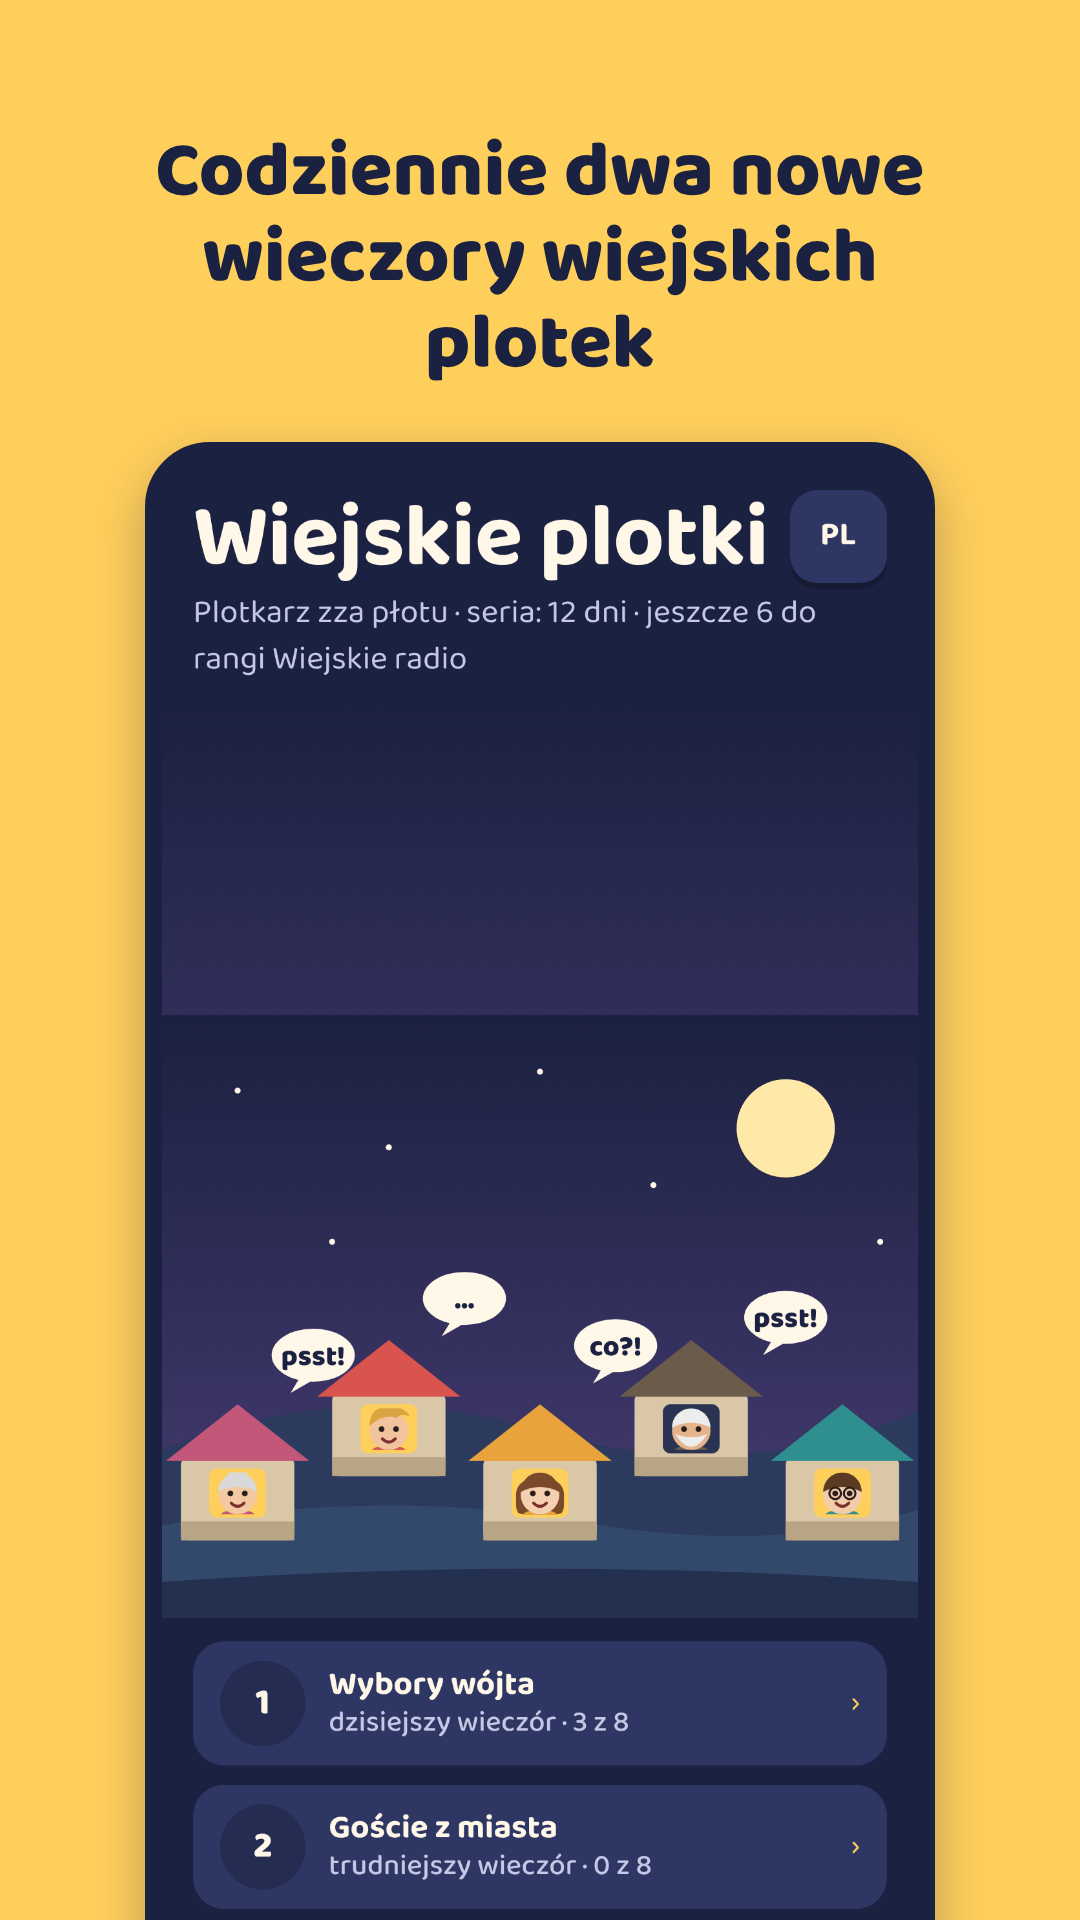 Codziennie dwa nowe
wieczory wiejskich
plotek
Wiejskie plotki
PL
Plotkarz zza płotu · seria: 12 dni · jeszcze 6 do
rangi Wiejskie radio
...
psst!
co?!
psst!
1
Wybory wójta
dzisiejszy wieczór · 3 z 8
2
Goście z miasta
trudniejszy wieczór · 0 z 8